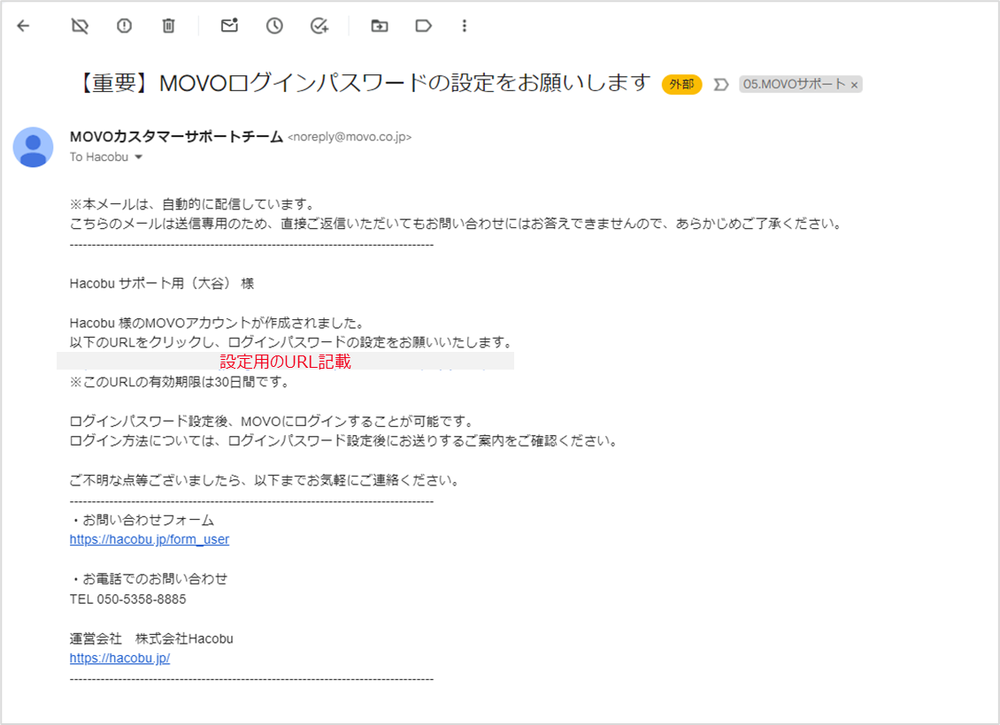 【重要】MOVOログインパスワードの設定をお願いします 外部 05.MOVOサポート ×
MOVOカスタマーサポートチーム <noreply@movo.co.jp>
To Hacobu
※本メールは、自動的に配信しています。
こちらのメールは送信専用のため、直接ご返信いただいてもお問い合わせにはお答えできませんので、あらかじめご了承ください。
--------------------------------------------------------------------------------
Hacobu サポート用（大谷） 様
Hacobu 様のMOVOアカウントが作成されました。
以下のURLをクリックし、ログインパスワードの設定をお願いいたします。
設定用のURL記載
※このURLの有効期限は30日間です。
ログインパスワード設定後、MOVOにログインすることが可能です。
ログイン方法については、ログインパスワード設定後にお送りするご案内をご確認ください。
ご不明な点等ございましたら、以下までお気軽にご連絡ください。
--------------------------------------------------------------------------------
・お問い合わせフォーム
https://hacobu.jp/form_user
・お電話でのお問い合わせ
TEL 050-5358-8885
運営会社　株式会社Hacobu
https://hacobu.jp/
--------------------------------------------------------------------------------